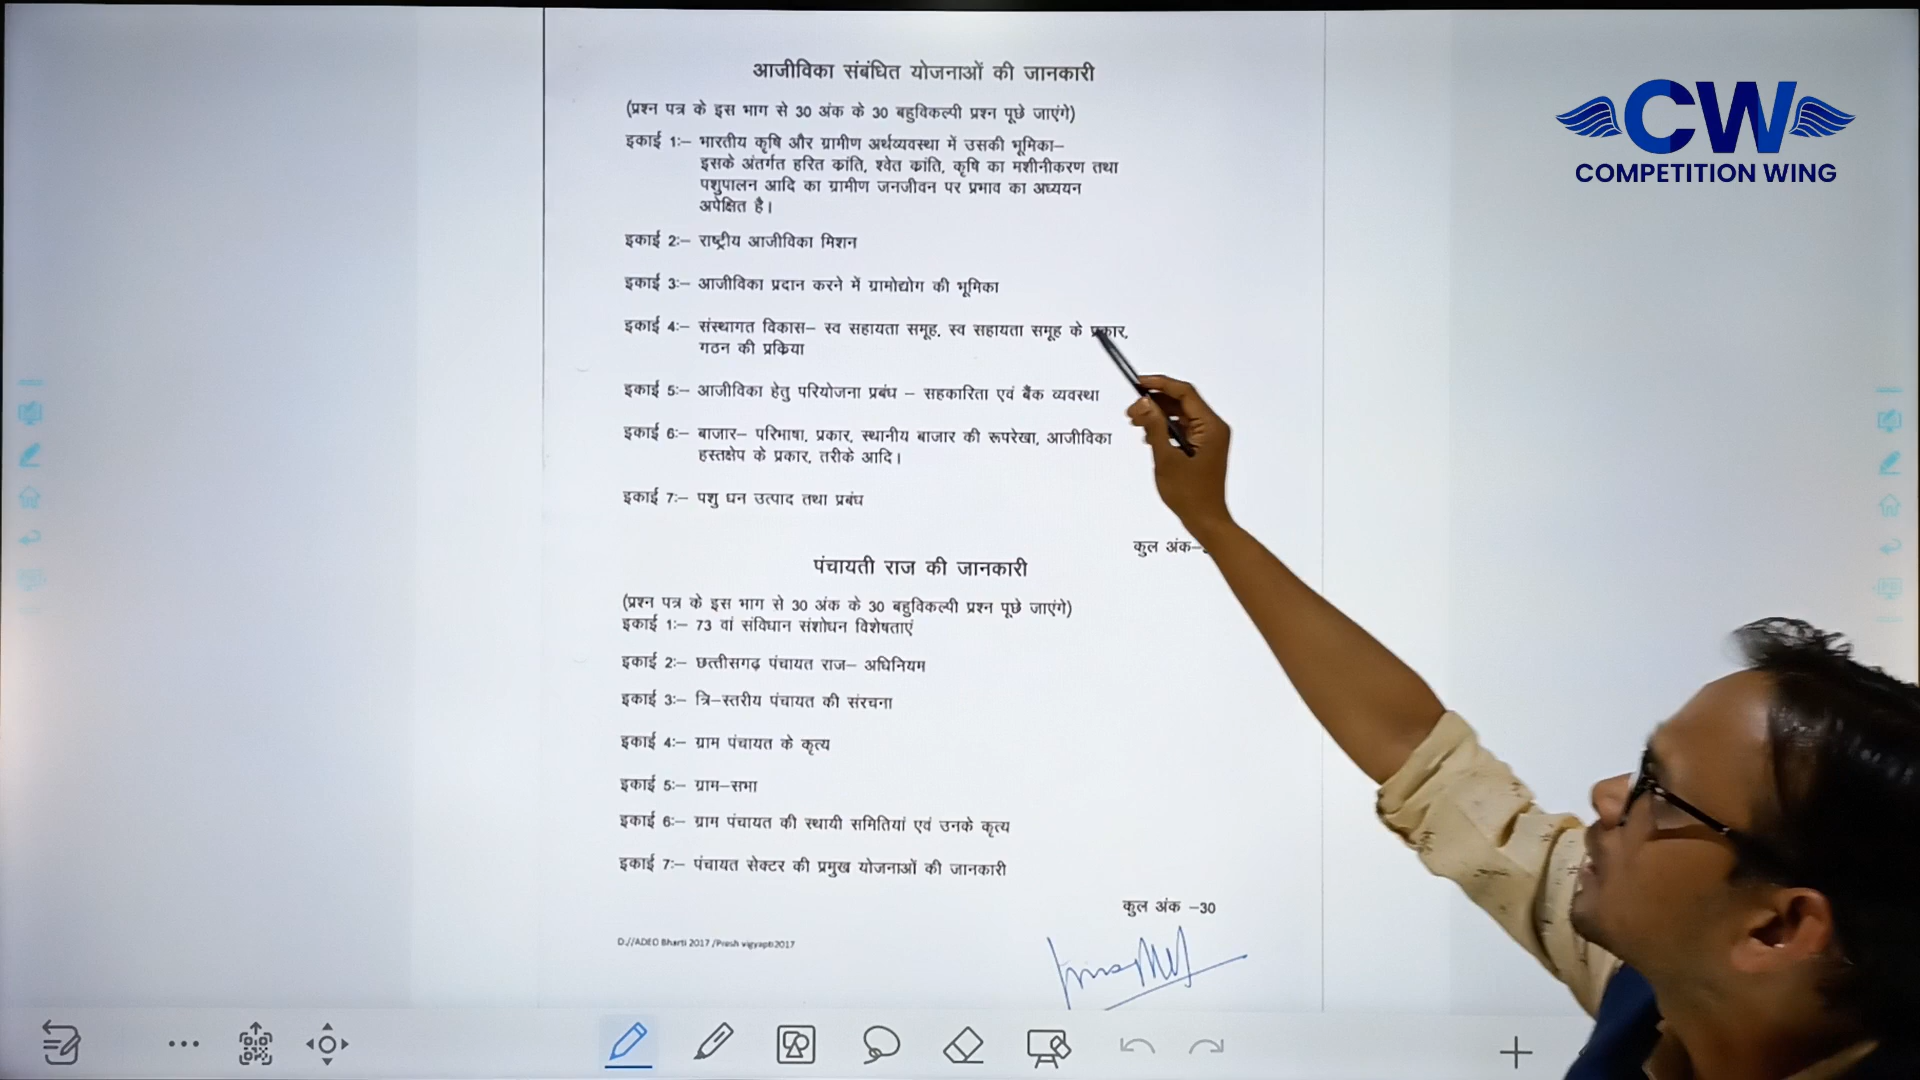 आजीविका संबंधित योजनाओं की जानकारी
(प्रश्न पत्र के इस भाग से 30 अंक के 30 बहुविकल्पी प्रश्न पूछे जाएंगे)
इकाई 1:– भारतीय कृषि और ग्रामीण अर्थव्यवस्था में उसकी भूमिका–
इसके अंतर्गत हरित क्रांति, श्वेत क्रांति, कृषि का मशीनीकरण तथा
पशुपालन आदि का ग्रामीण जनजीवन पर प्रभाव का अध्ययन
अपेक्षित है।
इकाई 2:– राष्ट्रीय आजीविका मिशन
इकाई 3:– आजीविका प्रदान करने में ग्रामोद्योग की भूमिका
इकाई 4:– संस्थागत विकास– स्व सहायता समूह, स्व सहायता समूह के प्रकार,
गठन की प्रकिया
इकाई 5:– आजीविका हेतु परियोजना प्रबंध – सहकारिता एवं बैंक व्यवस्था
इकाई 6:– बाजार– परिभाषा, प्रकार, स्थानीय बाजार की रूपरेखा, आजीविका
हस्तक्षेप के प्रकार, तरीके आदि।
इकाई 7:– पशु धन उत्पाद तथा प्रबंध
कुल अंक–
पंचायती राज की जानकारी
(प्रश्न पत्र के इस भाग से 30 अंक के 30 बहुविकल्पी प्रश्न पूछे जाएंगे)
इकाई 1:– 73 वां संविधान संशोधन विशेषताएं
इकाई 2:– छत्तीसगढ़ पंचायत राज– अधिनियम
इकाई 3:– त्रि–स्तरीय पंचायत की संरचना
इकाई 4:– ग्राम पंचायत के कृत्य
इकाई 5:– ग्राम–सभा
इकाई 6:– ग्राम पंचायत की स्थायी समितियां एवं उनके कृत्य
इकाई 7:– पंचायत सेक्टर की प्रमुख योजनाओं की जानकारी
कुल अंक –30
D://ADEO Bharti 2017 /Presh vigyapti2017
CW
COMPETITION WING